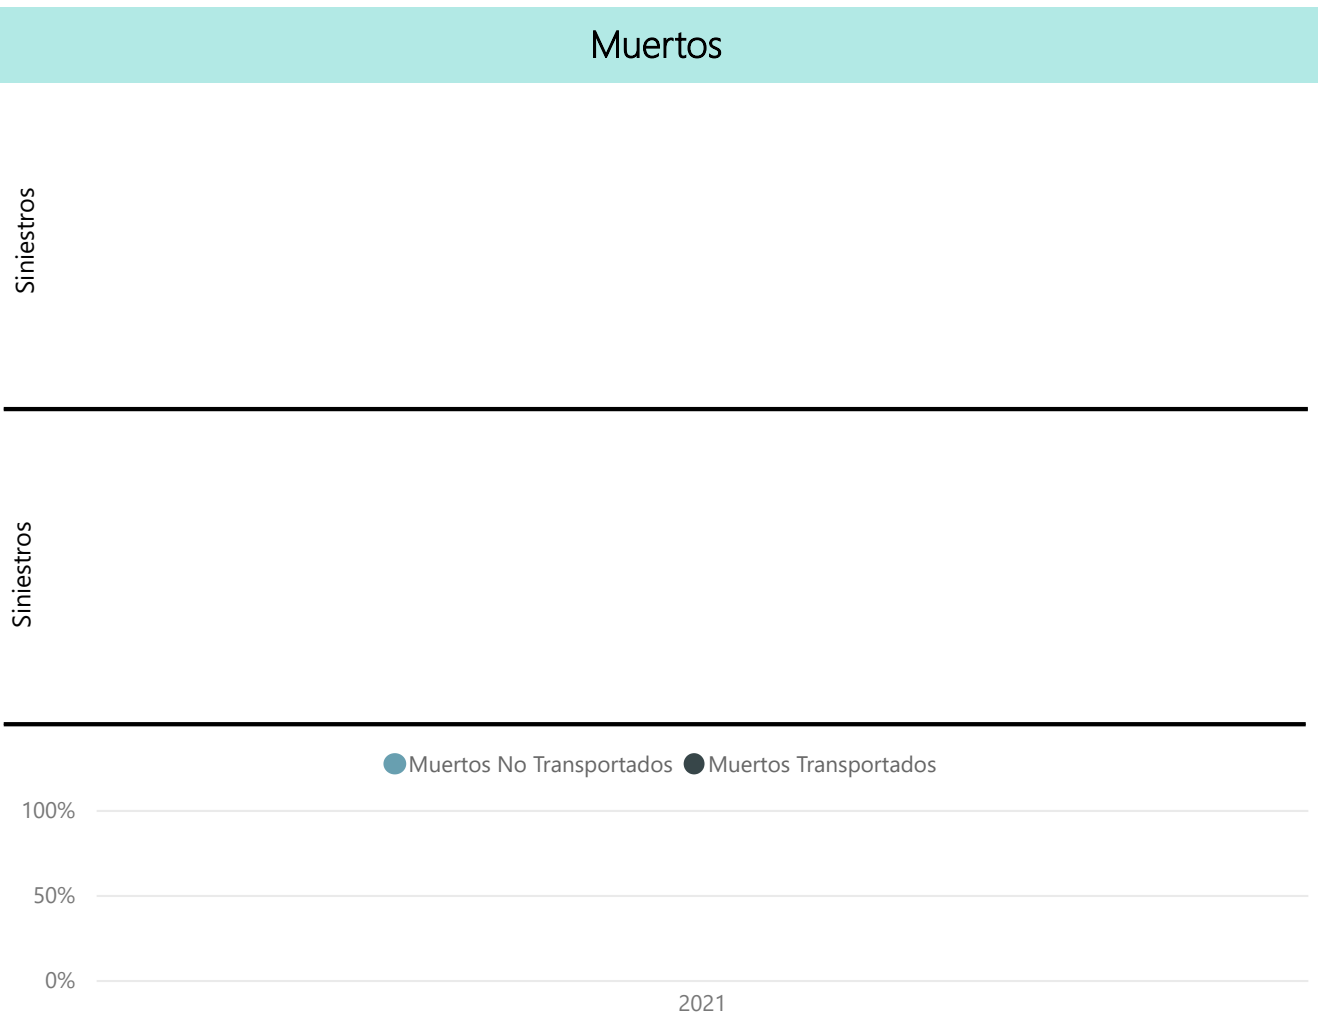 Muertos
Siniestros
Siniestros
Muertos No Transportados Muertos Transportados
100%
50%
0%
2021